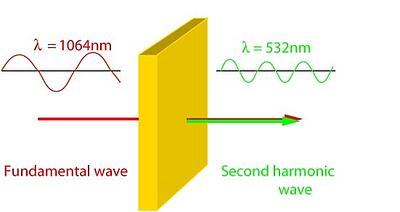 λ = 1064nm
λ = 532nm
Fundamental wave
Second harmonic
wave